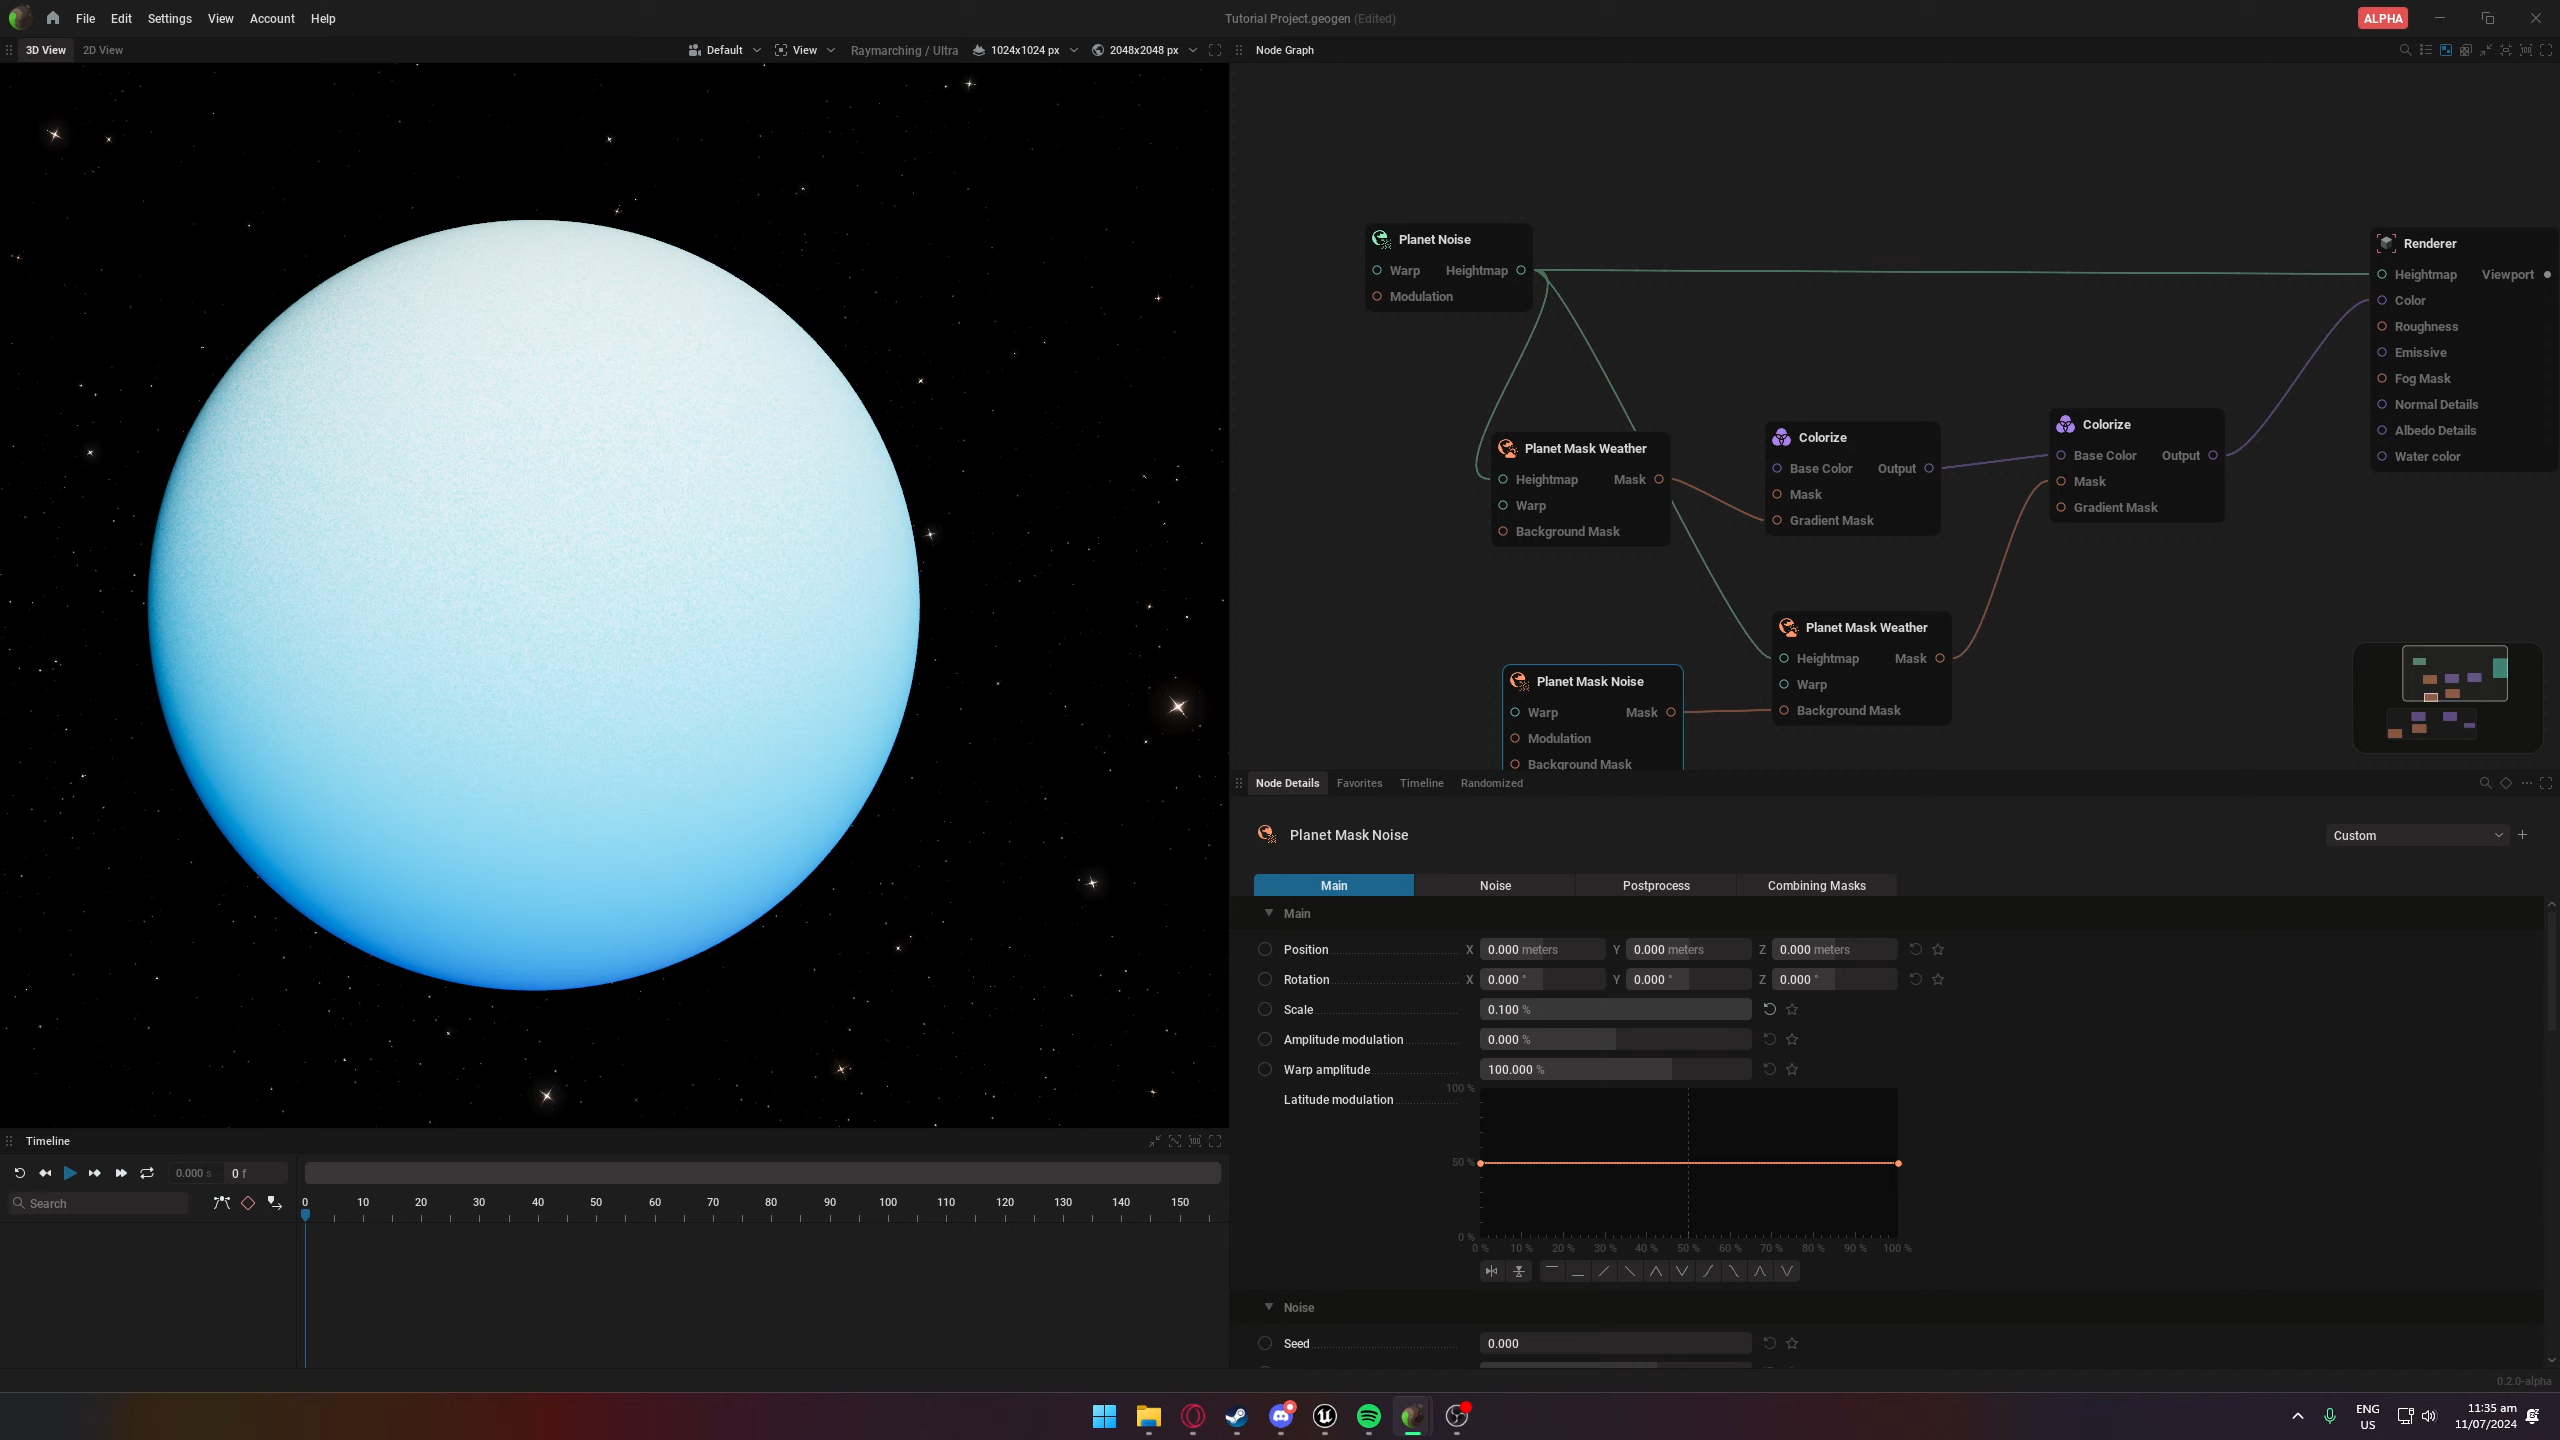 File Edit Settings View Account Help
Tutorial Project.geogen (Edited)
ALPHA
3D View 2D View
Default View Raymarching / Ultra 1024x1024 px 2048x2048 px
Node Graph
Planet Noise
Warp Heightmap
Modulation
Renderer
Heightmap Viewport
Color
Roughness
Emissive
Fog Mask
Normal Details
Albedo Details
Water color
Planet Mask Weather
Heightmap Mask
Warp
Background Mask
Colorize
Base Color Output
Mask
Gradient Mask
Colorize
Base Color Output
Mask
Gradient Mask
Planet Mask Weather
Heightmap Mask
Warp
Background Mask
Planet Mask Noise
Warp Mask
Modulation
Background Mask
Node Details Favorites Timeline Randomized
Planet Mask Noise
Custom
Main Noise Postprocess Combining Masks
Main
Position X 0.000 meters Y 0.000 meters Z 0.000 meters
Rotation X 0.000 ° Y 0.000 ° Z 0.000 °
Scale 0.100 %
Amplitude modulation 0.000 %
Warp amplitude 100.000 %
Latitude modulation
100 %
50 %
0 %
0 % 10 % 20 % 30 % 40 % 50 % 60 % 70 % 80 % 90 % 100 %
Noise
Seed 0.000
Timeline
0.000 s 0 f
Search
0 10 20 30 40 50 60 70 80 90 100 110 120 130 140 150
0.2.0-alpha
ENG
US
11:35 am
11/07/2024